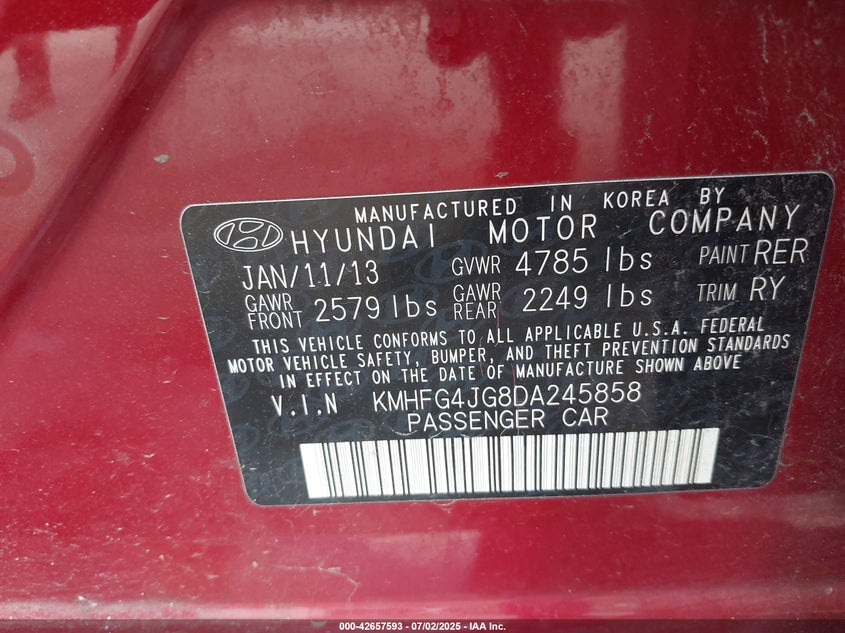 MANUFACTURED IN KOREA BY
HYUNDAI MOTOR COMPANY
JAN/11/13 GVWR 4785 lbs PAINT RER
GAWR FRONT 2579 lbs GAWR REAR 2249 lbs TRIM RY
THIS VEHICLE CONFORMS TO ALL APPLICABLE U.S.A. FEDERAL
MOTOR VEHICLE SAFETY, BUMPER, AND THEFT PREVENTION STANDARDS
IN EFFECT ON THE DATE OF MANUFACTURE SHOWN ABOVE
V.I.N KMHFG4JG8DA245858
PASSENGER CAR
000-42657593 - 07/02/2025 - IAA Inc.